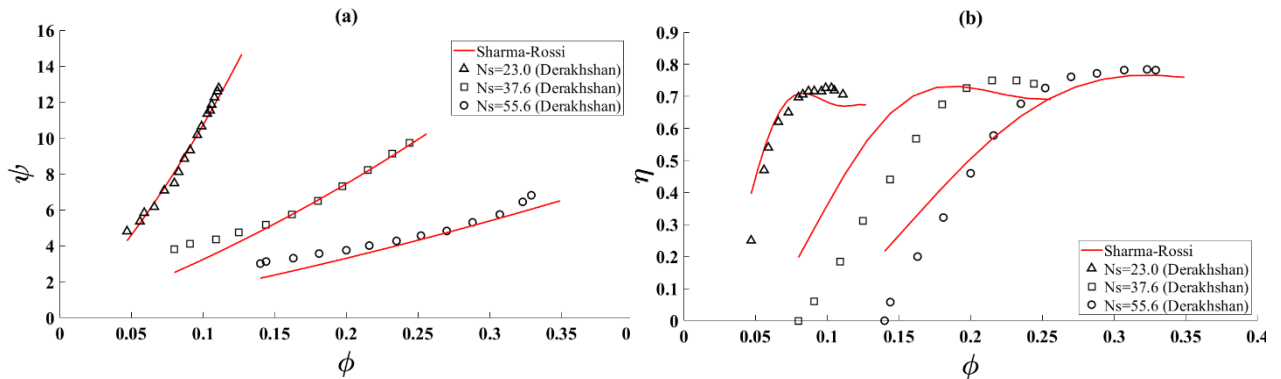 (a)
ψ
16
14
12
10
8
6
4
2
0
0
0.05
0.1
0.15
0.2
0.25
0.3
0.35
0
ϕ
Sharma-Rossi
Ns=23.0 (Derakhshan)
Ns=37.6 (Derakhshan)
Ns=55.6 (Derakhshan)
(b)
η
0.9
0.8
0.7
0.6
0.5
0.4
0.3
0.2
0.1
0
0.05
0.10
0.15
0.20
0.25
0.30
0.35
0.4
ϕ
Sharma-Rossi
Ns=23.0 (Derakhshan)
Ns=37.6 (Derakhshan)
Ns=55.6 (Derakhshan)